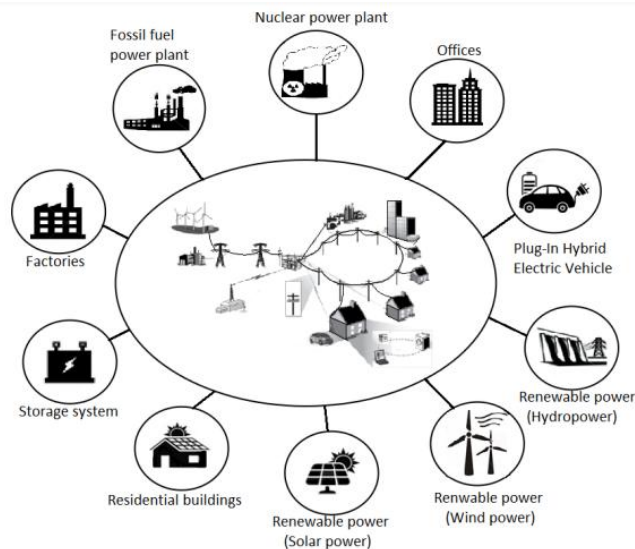 Nuclear power plant
Fossil fuel
power plant
Offices
Factories
Plug-In Hybrid
Electric Vehicle
Storage system
Renewable power
(Hydropower)
Residential buildings
Renewable power
(Solar power)
Renwable power
(Wind power)